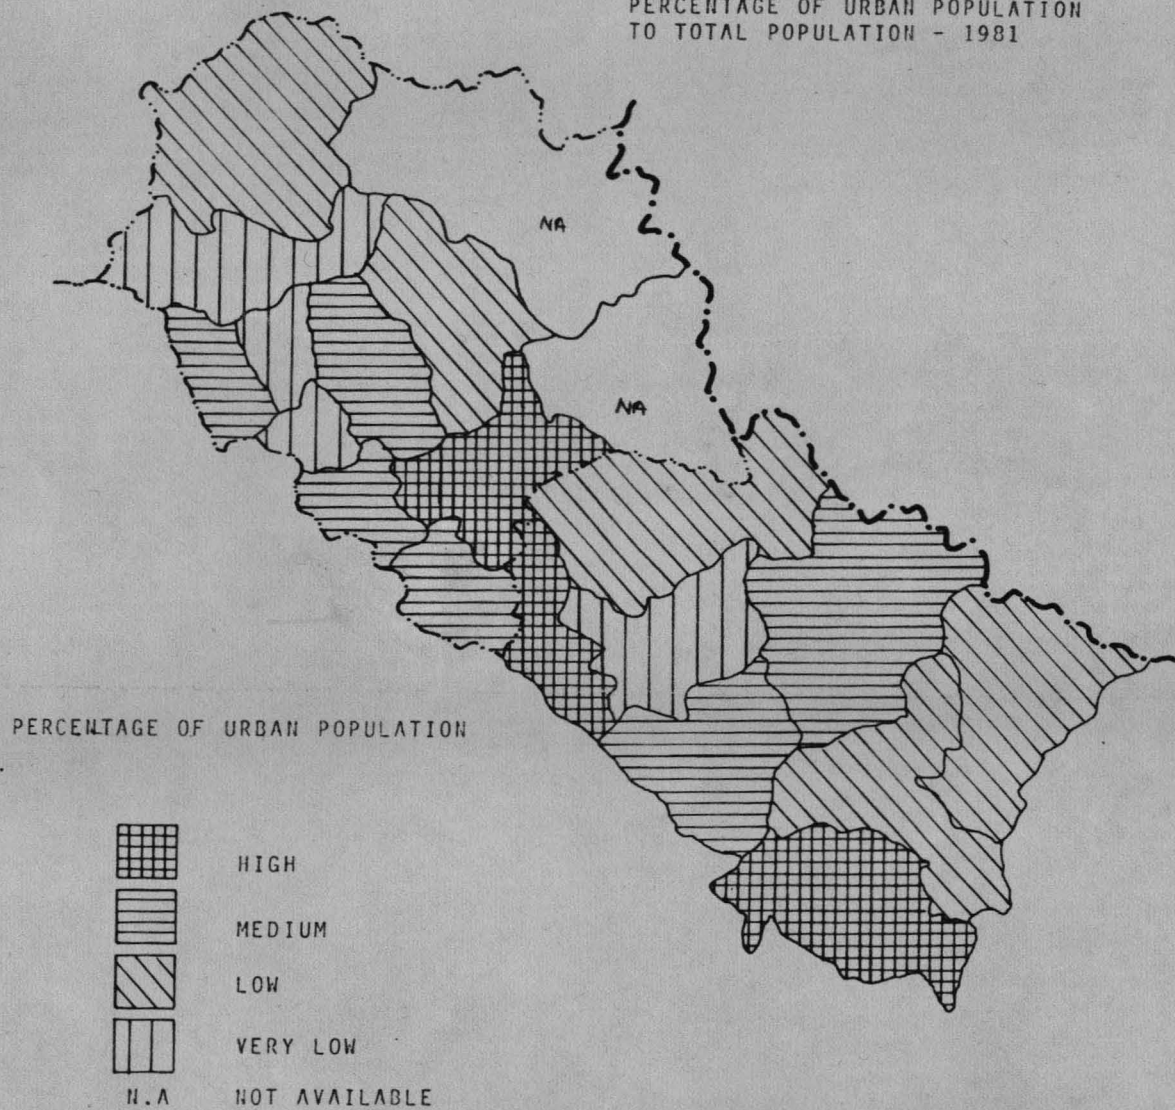 PERCENTAGE OF URBAN POPULATION
TO TOTAL POPULATION - 1981
NA
NA
PERCENTAGE OF URBAN POPULATION
HIGH
MEDIUM
LOW
VERY LOW
N.A NOT AVAILABLE